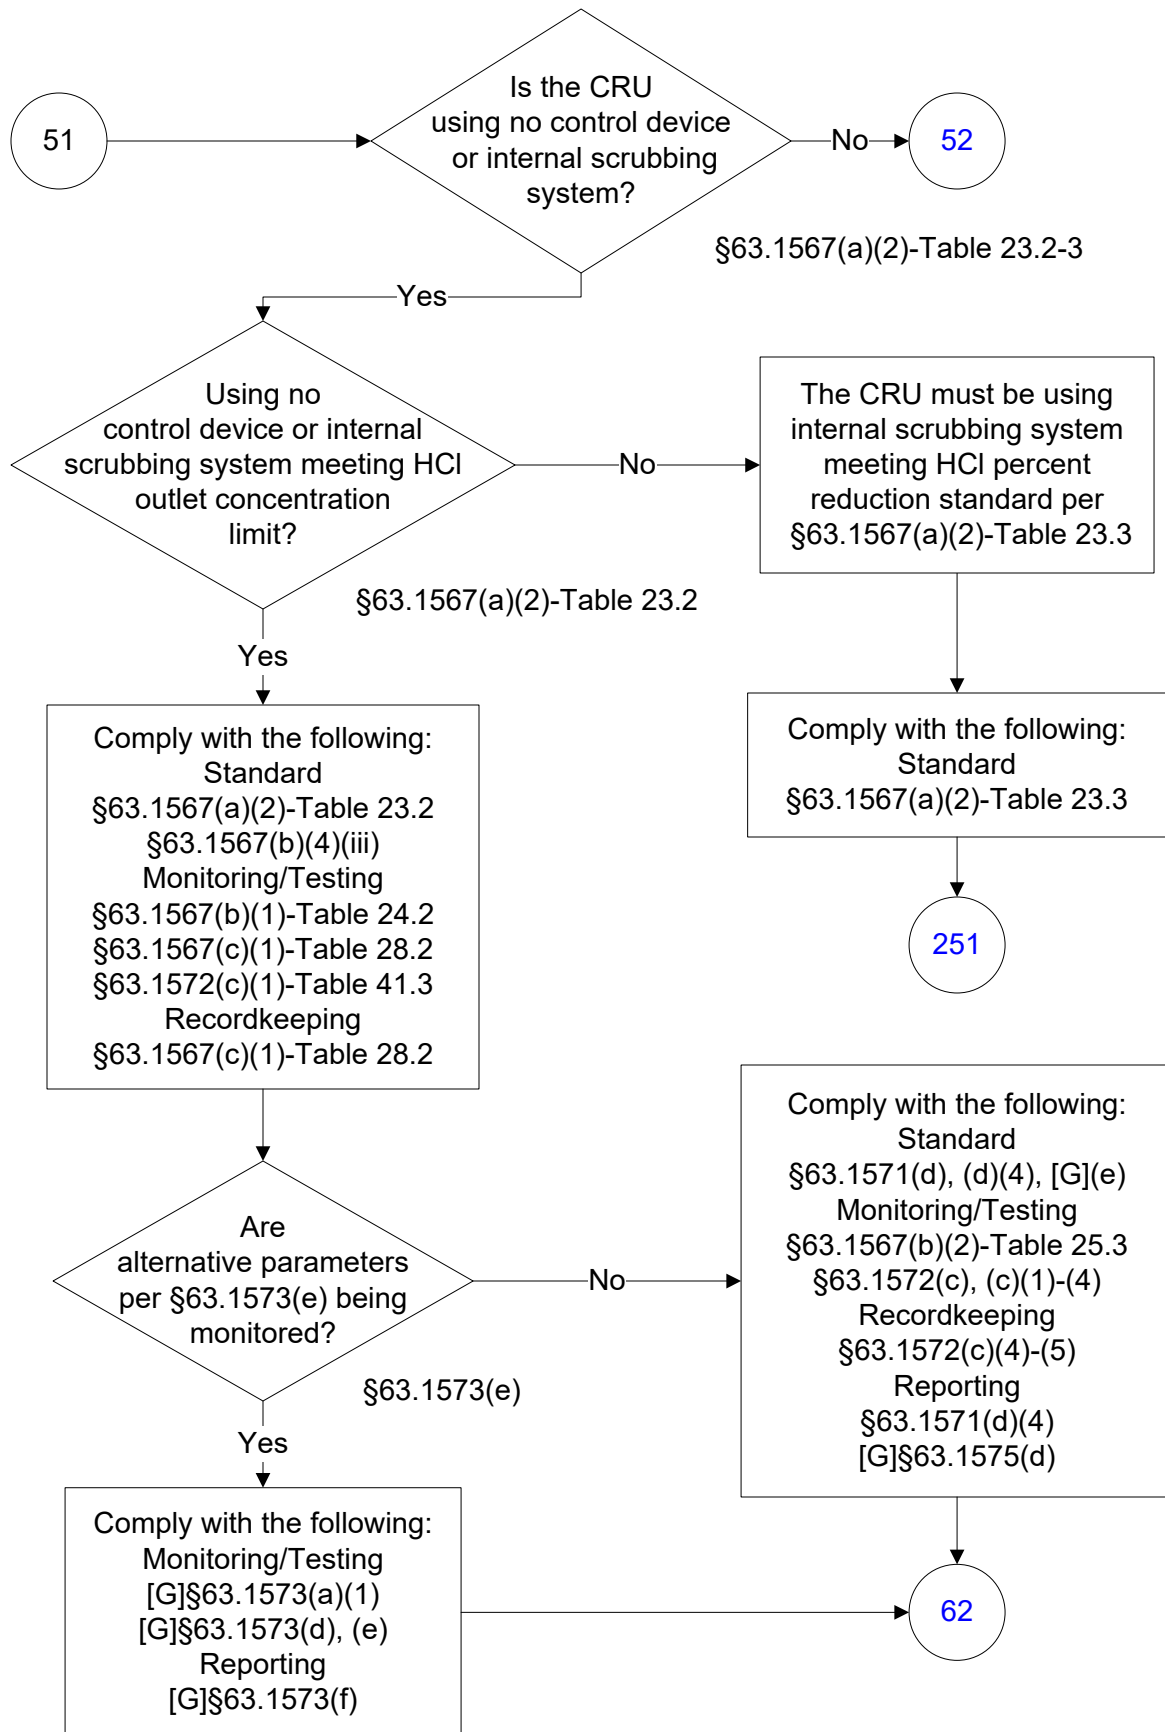 51
Is the CRU
using no control device
or internal scrubbing
system?
No
52
§63.1567(a)(2)-Table 23.2-3
Yes
Using no
control device or internal
scrubbing system meeting HCl
outlet concentration
limit?
No
The CRU must be using
internal scrubbing system
meeting HCl percent
reduction standard per
§63.1567(a)(2)-Table 23.3
§63.1567(a)(2)-Table 23.2
Yes
Comply with the following:
Standard
§63.1567(a)(2)-Table 23.2
§63.1567(b)(4)(iii)
Monitoring/Testing
§63.1567(b)(1)-Table 24.2
§63.1567(c)(1)-Table 28.2
§63.1572(c)(1)-Table 41.3
Recordkeeping
§63.1567(c)(1)-Table 28.2
Comply with the following:
Standard
§63.1567(a)(2)-Table 23.3
251
Are
alternative parameters
per §63.1573(e) being
monitored?
No
Comply with the following:
Standard
§63.1571(d), (d)(4), [G](e)
Monitoring/Testing
§63.1567(b)(2)-Table 25.3
§63.1572(c), (c)(1)-(4)
Recordkeeping
§63.1572(c)(4)-(5)
Reporting
§63.1571(d)(4)
[G]§63.1575(d)
§63.1573(e)
Yes
Comply with the following:
Monitoring/Testing
[G]§63.1573(a)(1)
[G]§63.1573(d), (e)
Reporting
[G]§63.1573(f)
62